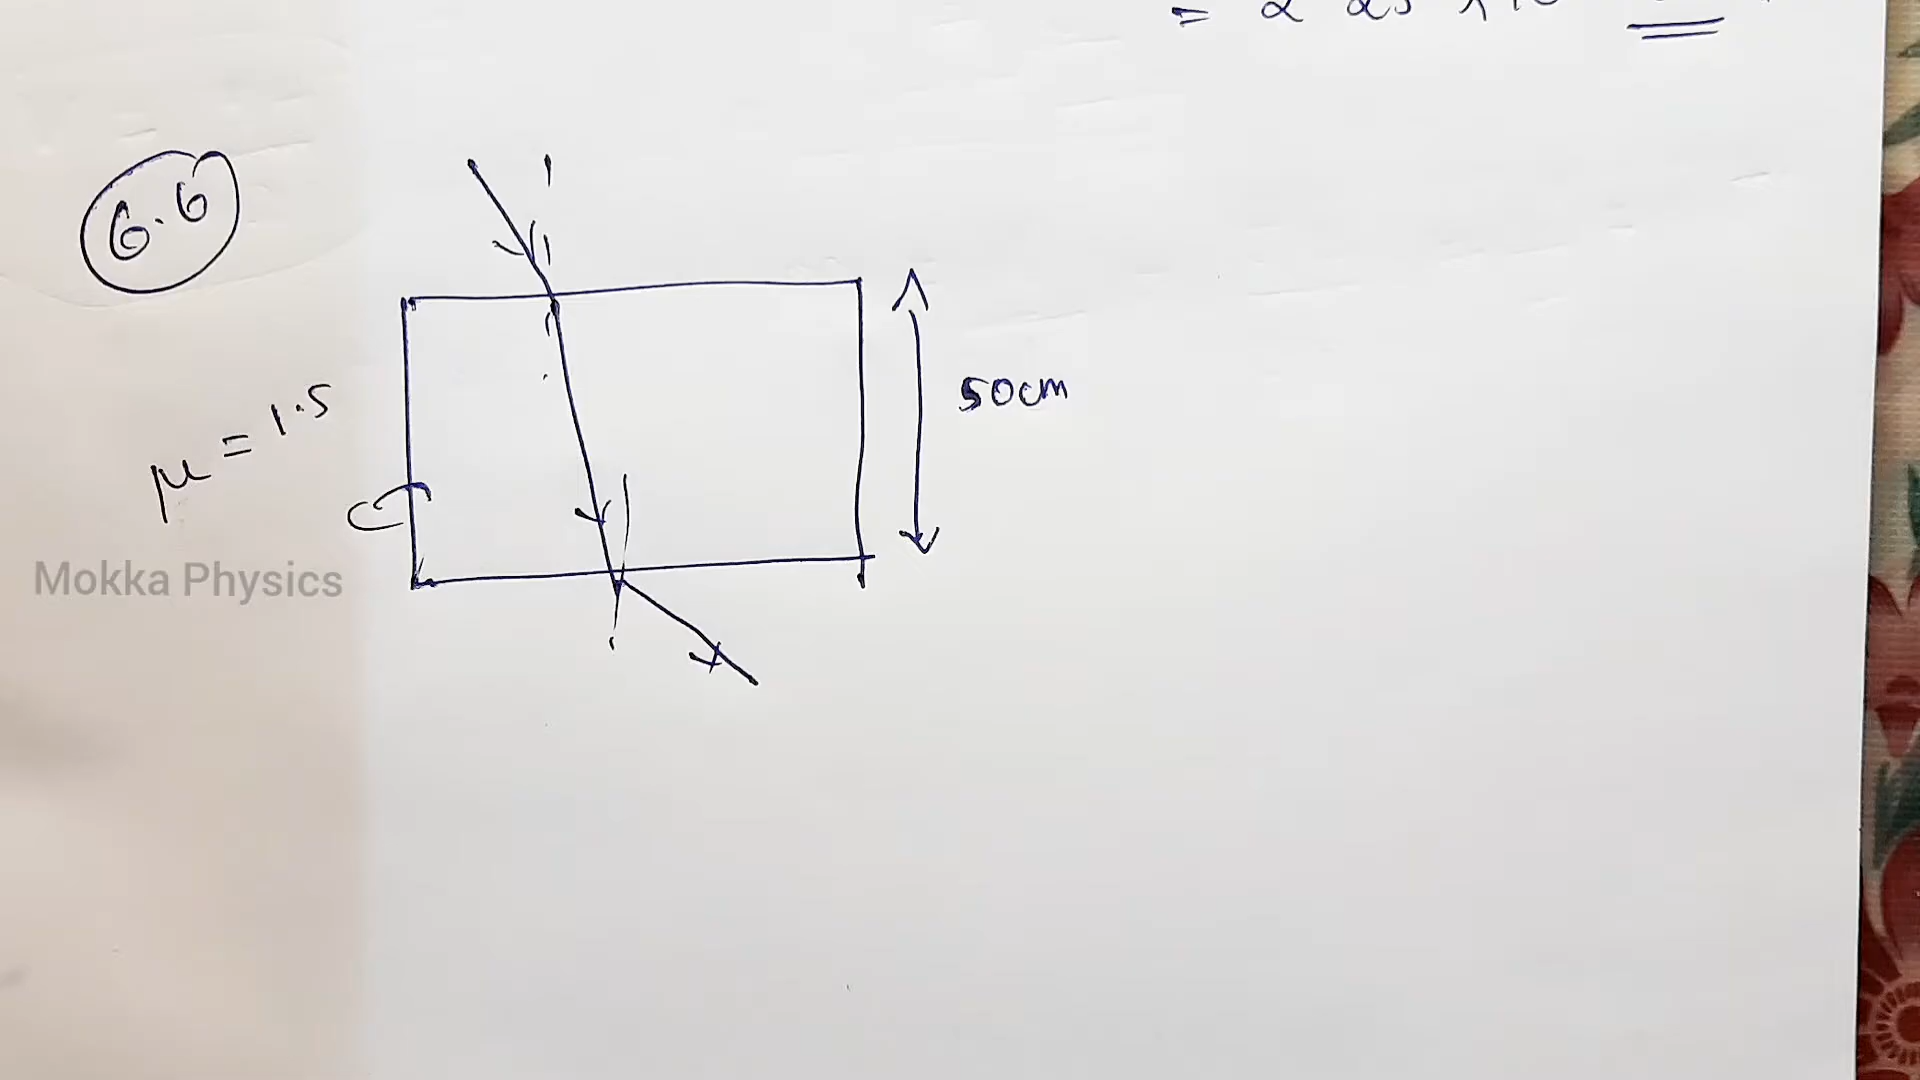 6.6
50cm
μ = 1.5
Mokka Physics